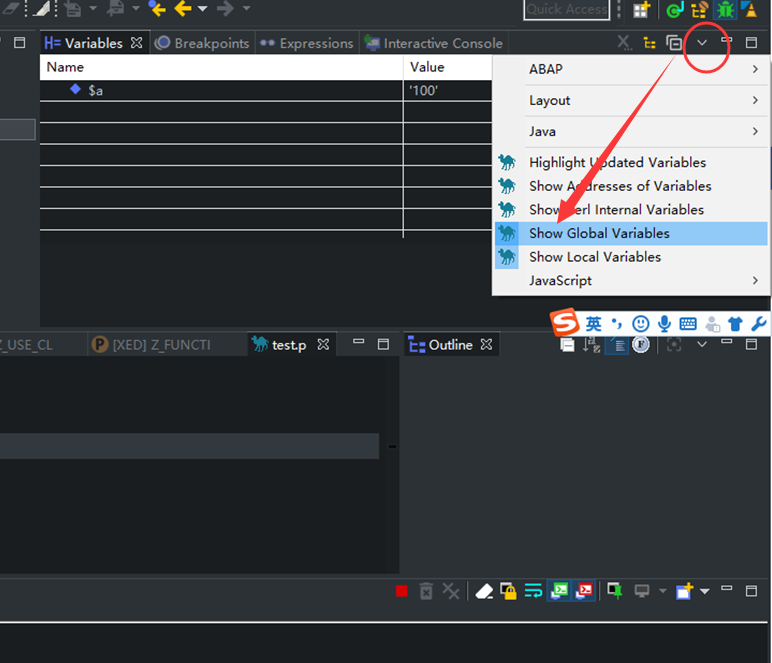 Quick Access
Variables
Breakpoints
Expressions
Interactive Console
Name
Value
$a
'100'
ABAP
Layout
Java
Highlight Updated Variables
Show Addresses of Variables
Show Perl Internal Variables
Show Global Variables
Show Local Variables
JavaScript
英
Z_USE_CL
[XED] Z_FUNCTI
test.p
Outline